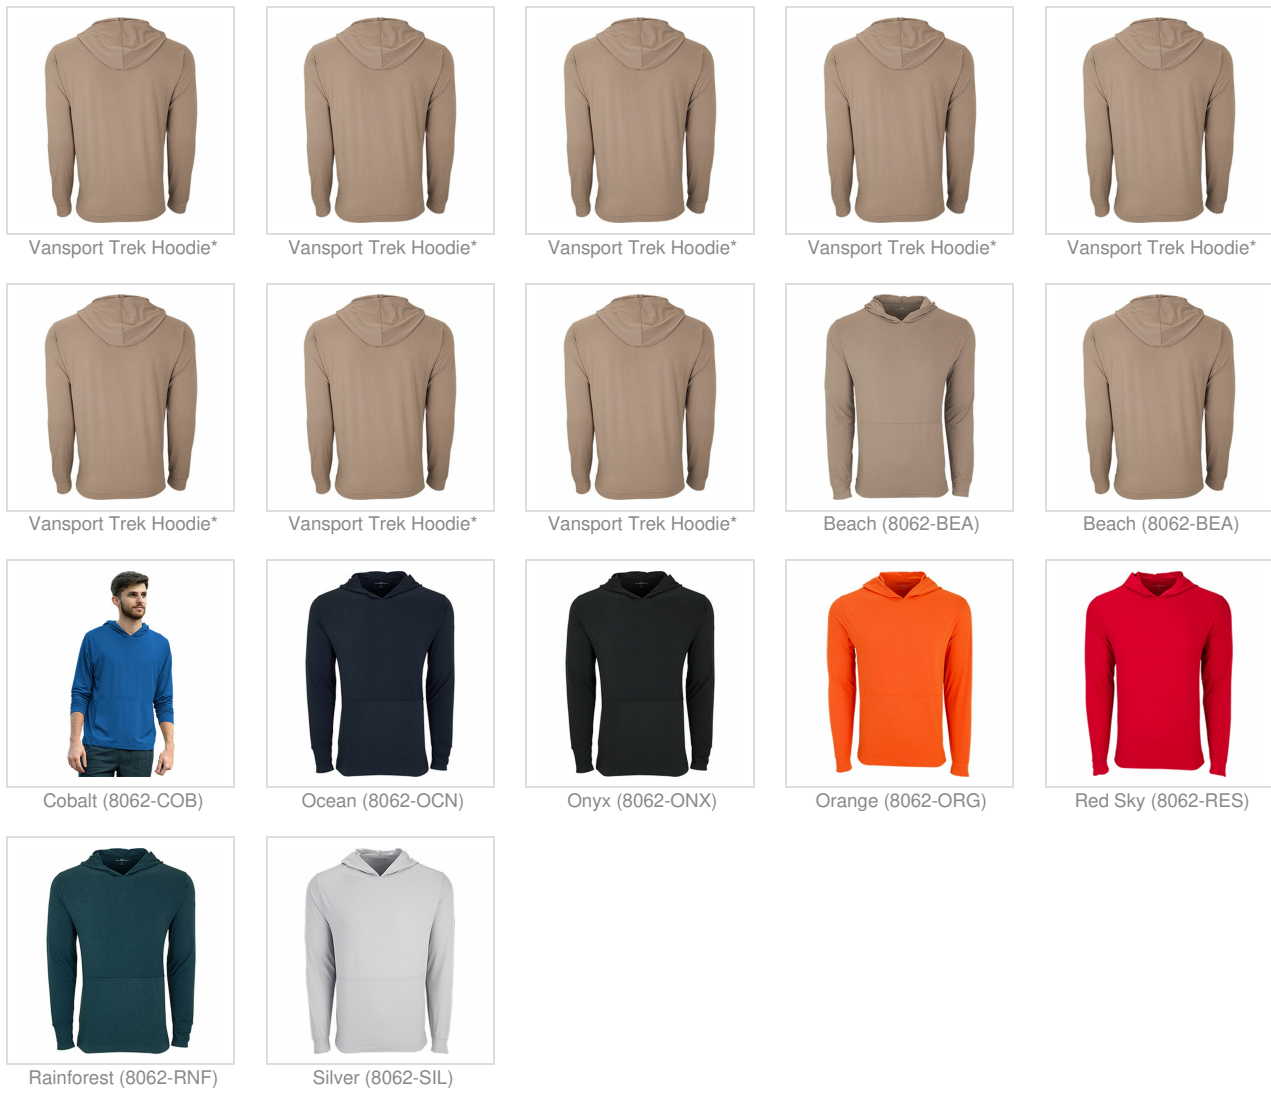 Vansport Trek Hoodie*
Vansport Trek Hoodie*
Vansport Trek Hoodie*
Vansport Trek Hoodie*
Vansport Trek Hoodie*
Vansport Trek Hoodie*
Vansport Trek Hoodie*
Vansport Trek Hoodie*
Beach (8062-BEA)
Beach (8062-BEA)
Cobalt (8062-COB)
Ocean (8062-OCN)
Onyx (8062-ONX)
Orange (8062-ORG)
Red Sky (8062-RES)
Rainforest (8062-RNF)
Silver (8062-SIL)